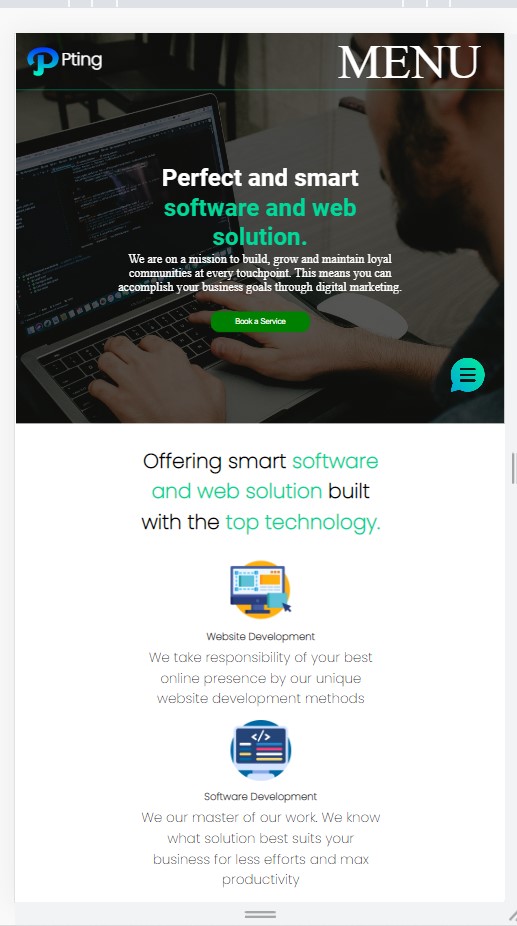 Pting
MENU
Perfect and smart
software and web
solution.
We are on a mission to build, grow and maintain loyal
communities at every touchpoint. This means you can
accomplish your business goals through digital marketing.
Book a Service
Offering smart software
and web solution built
with the top technology.
Website Development
We take responsibility of your best
online presence by our unique
website development methods
</>
Software Development
We our master of our work. We know
what solution best suits your
business for less efforts and max
productivity